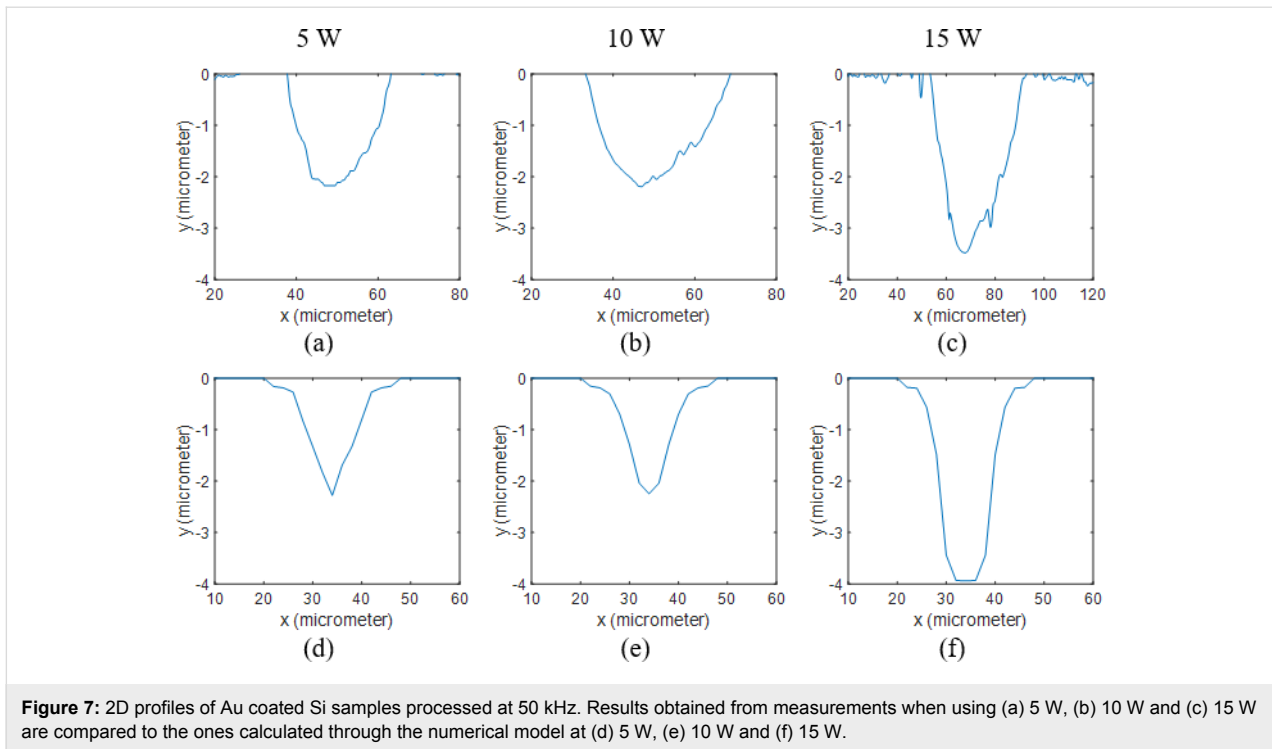 5 W 10 W 15 W
0
-1
-2
-3
-4
y (micrometer)
20 40 60 80
x (micrometer)
(a)
0
-1
-2
-3
-4
y (micrometer)
20 40 60 80
x (micrometer)
(b)
0
-1
-2
-3
-4
y (micrometer)
20 40 60 80 100 120
x (micrometer)
(c)
0
-1
-2
-3
-4
y (micrometer)
10 20 30 40 50 60
x (micrometer)
(d)
0
-1
-2
-3
-4
y (micrometer)
10 20 30 40 50 60
x (micrometer)
(e)
0
-1
-2
-3
-4
y (micrometer)
10 20 30 40 50 60
x (micrometer)
(f)
Figure 7: 2D profiles of Au coated Si samples processed at 50 kHz. Results obtained from measurements when using (a) 5 W, (b) 10 W and (c) 15 W
are compared to the ones calculated through the numerical model at (d) 5 W, (e) 10 W and (f) 15 W.